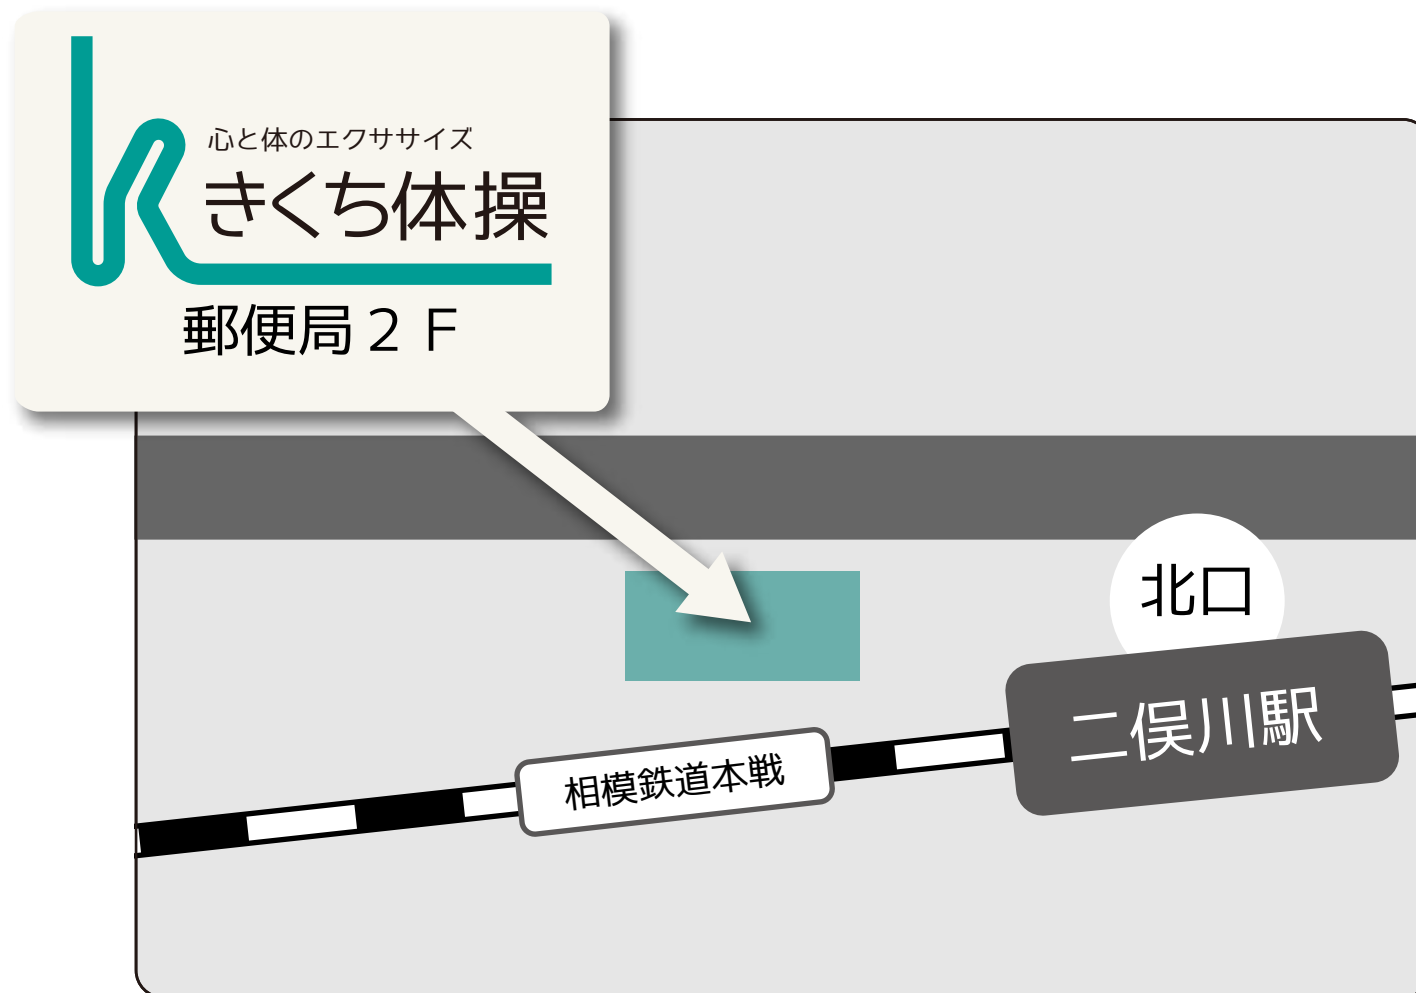 心と体のエクササイズ
きくち体操
郵便局２Ｆ
北口
二俣川駅
相模鉄道本戦